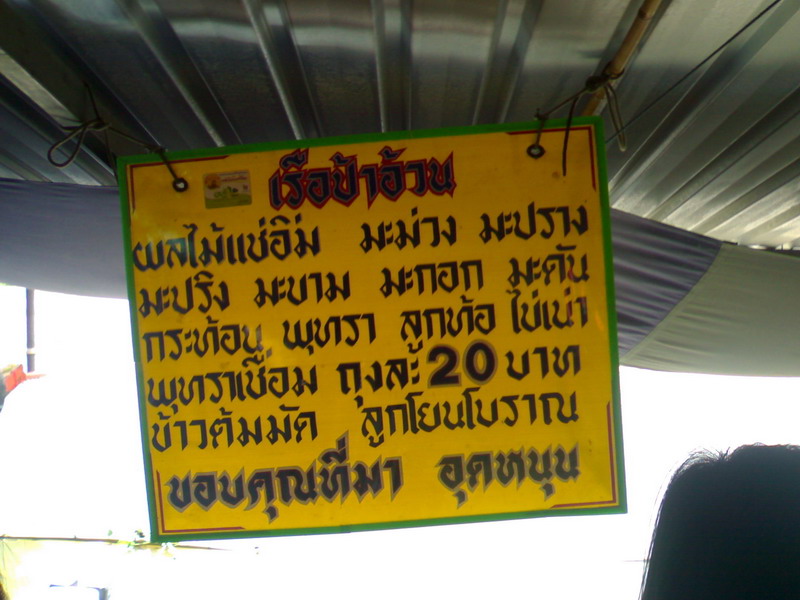 เรือป้าอ้วน
ผลไม้แช่อิ่ม มะม่วง มะปราง
มะปริง มะขาม มะกอก มะดัน
กระท้อน พุทรา ลูกท้อ ไข่เน่า
พุทราเชื่อม ถุงละ 20 บาท
ข้าวต้มมัด ลูกโยนโบราณ
ขอบคุณที่มา อุดหนุน